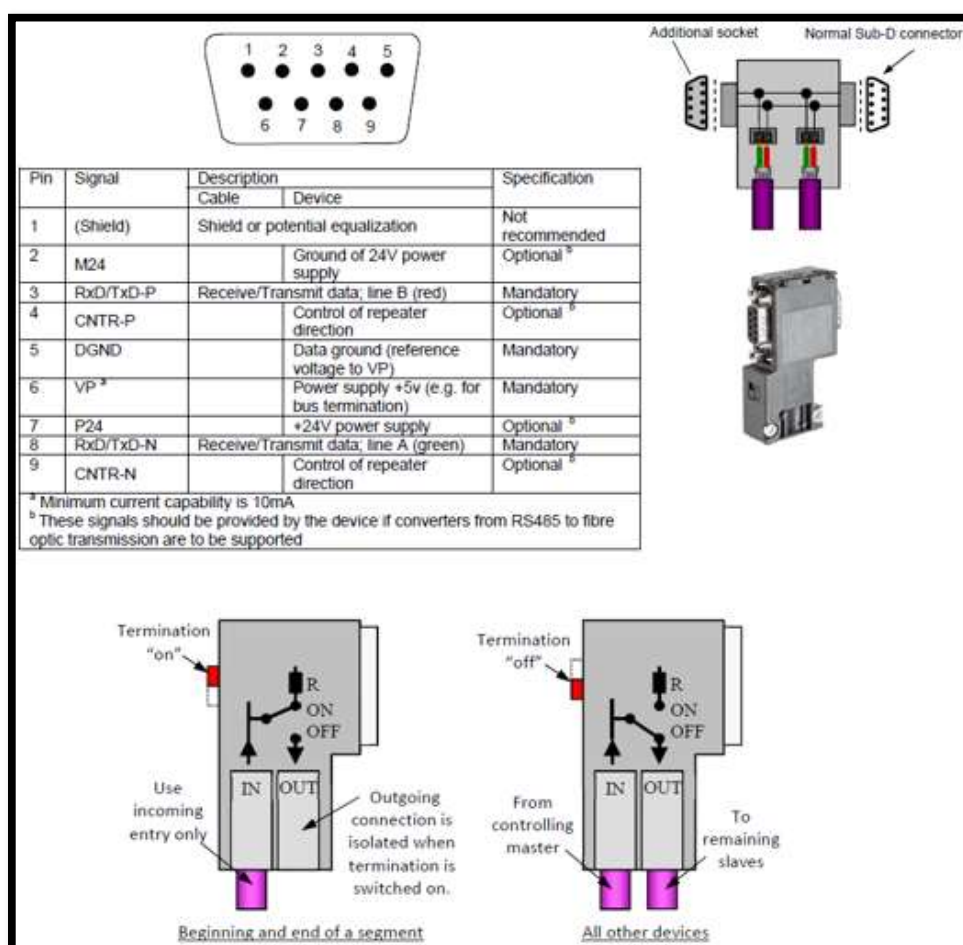 Additional socket
Normal Sub-D connector
1 2 3 4 5
6 7 8 9
Pin Signal Description Specification
Cable Device
1 (Shield) Shield or potential equalization Not
recommended
2 M24 Ground of 24V power
supply Optional b
3 RxD/TxD-P Receive/Transmit data; line B (red) Mandatory
4 CNTR-P Control of repeater
direction Optional b
5 DGND Data ground (reference
voltage to VP) Mandatory
6 VP a Power supply +5v (e.g. for
bus termination) Mandatory
7 P24 +24V power supply Optional b
8 RxD/TxD-N Receive/Transmit data; line A (green) Mandatory
9 CNTR-N Control of repeater
direction Optional b
a Minimum current capability is 10mA
b These signals should be provided by the device if converters from RS485 to fibre
optic transmission are to be supported
Termination
"on"
R
ON
OFF
IN OUT
Use
incoming
entry only
Outgoing
connection is
isolated when
termination is
switched on.
Beginning and end of a segment
Termination
"off"
R
ON
OFF
IN OUT
From
controlling
master
To
remaining
slaves
All other devices